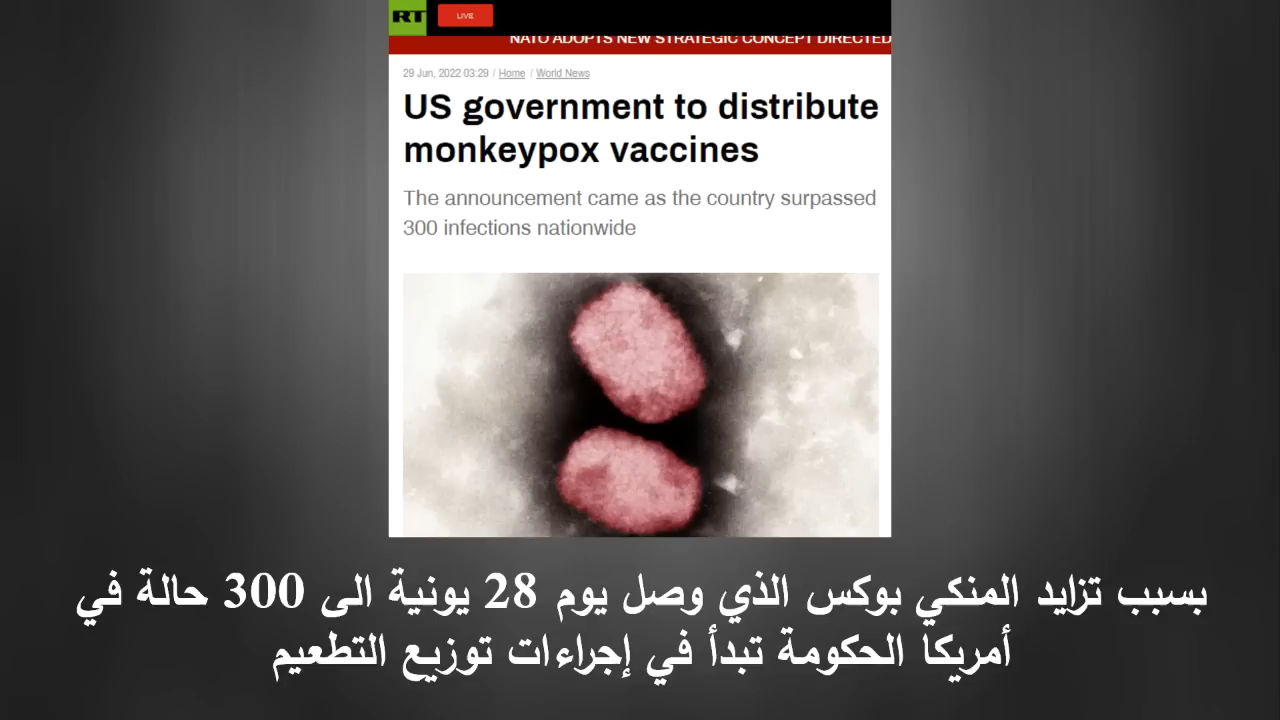 RT
LIVE
NATO ADOPTS NEW STRATEGIC CONCEPT DIRECTED
29 Jun, 2022 03:29 / Home / World News
US government to distribute
monkeypox vaccines
The announcement came as the country surpassed
300 infections nationwide
بسبب تزايد المنكي بوكس الذي وصل يوم 28 يونية الى 300 حالة في
أمريكا الحكومة تبدأ في إجراءات توزيع التطعيم